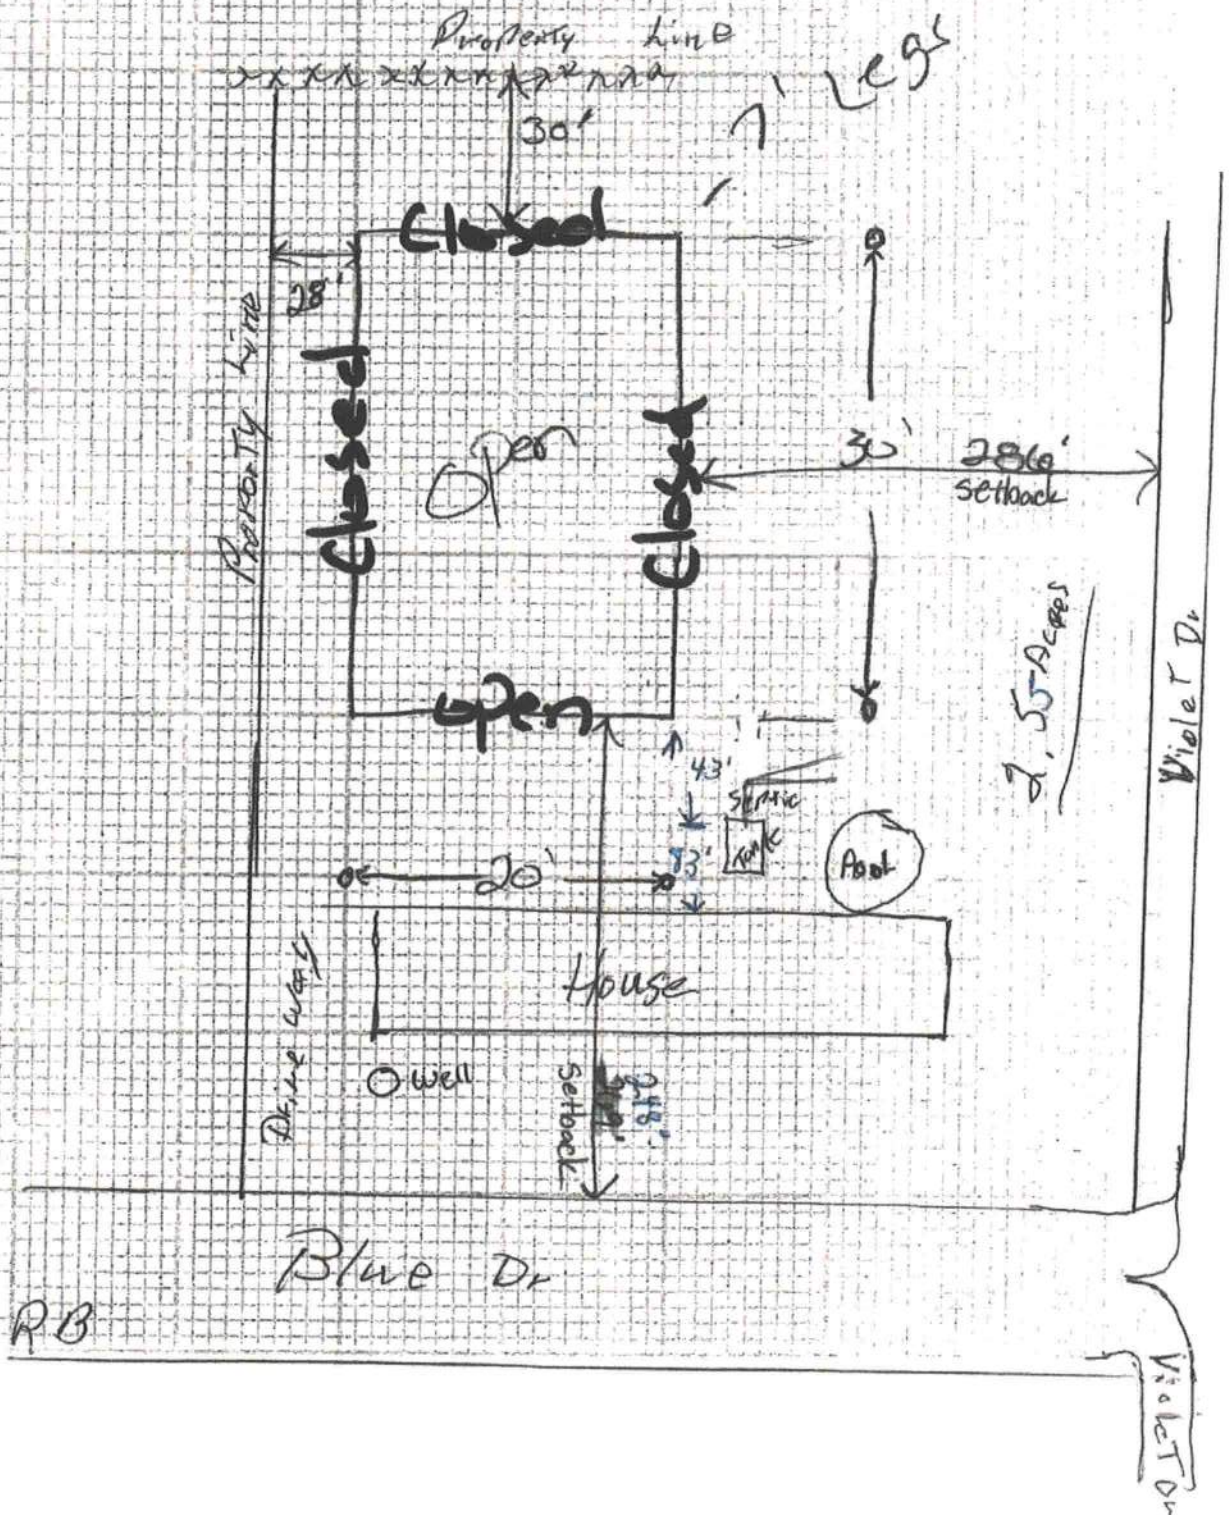 Property Line
7' Legs
30'
Closed
28'
Property Line
Closed
Open
Closed
30'
286'
setback
2.55 Acres
Violet Dr
open
43'
Septic
Tank
83'
Pool
20'
House
Drive way
Well
setback
248'
Blue Dr
RB
Violet Dr